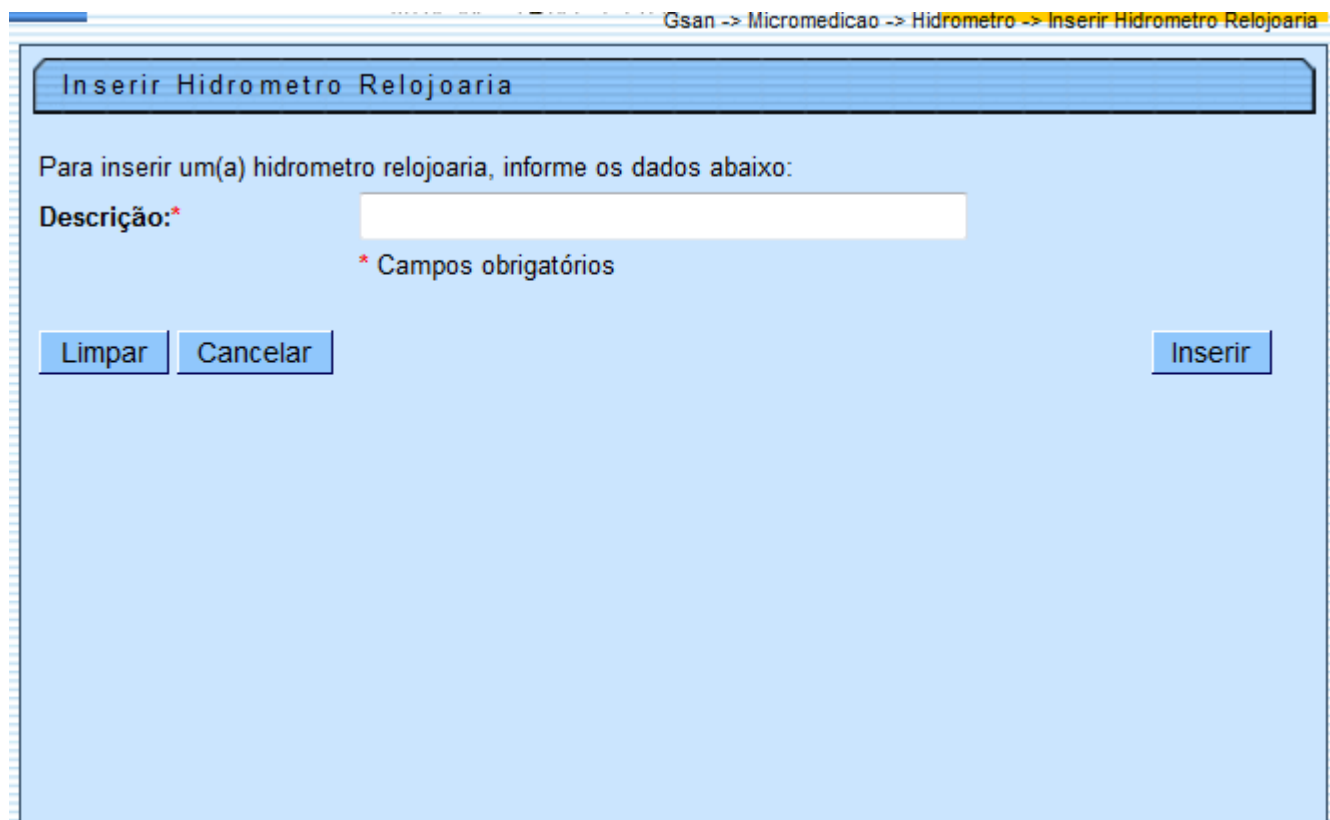 Gsan -> Micromedicao -> Hidrometro -> Inserir Hidrometro Relojoaria
Inserir Hidrometro Relojoaria
Para inserir um(a) hidrometro relojoaria, informe os dados abaixo:
Descrição:*
* Campos obrigatórios
Limpar Cancelar Inserir